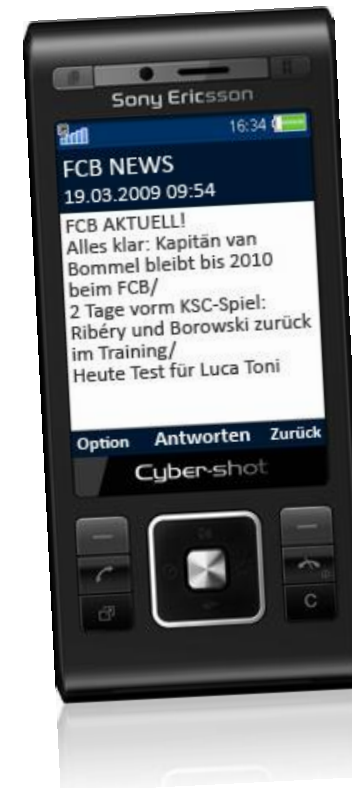 Sony Ericsson
16:34
FCB NEWS
19.03.2009 09:54
FCB AKTUELL!
Alles klar: Kapitän van
Bommel bleibt bis 2010
beim FCB/
2 Tage vorm KSC-Spiel:
Ribéry und Borowski zurück
im Training/
Heute Test für Luca Toni
Option Antworten Zurück
Cyber-shot
C